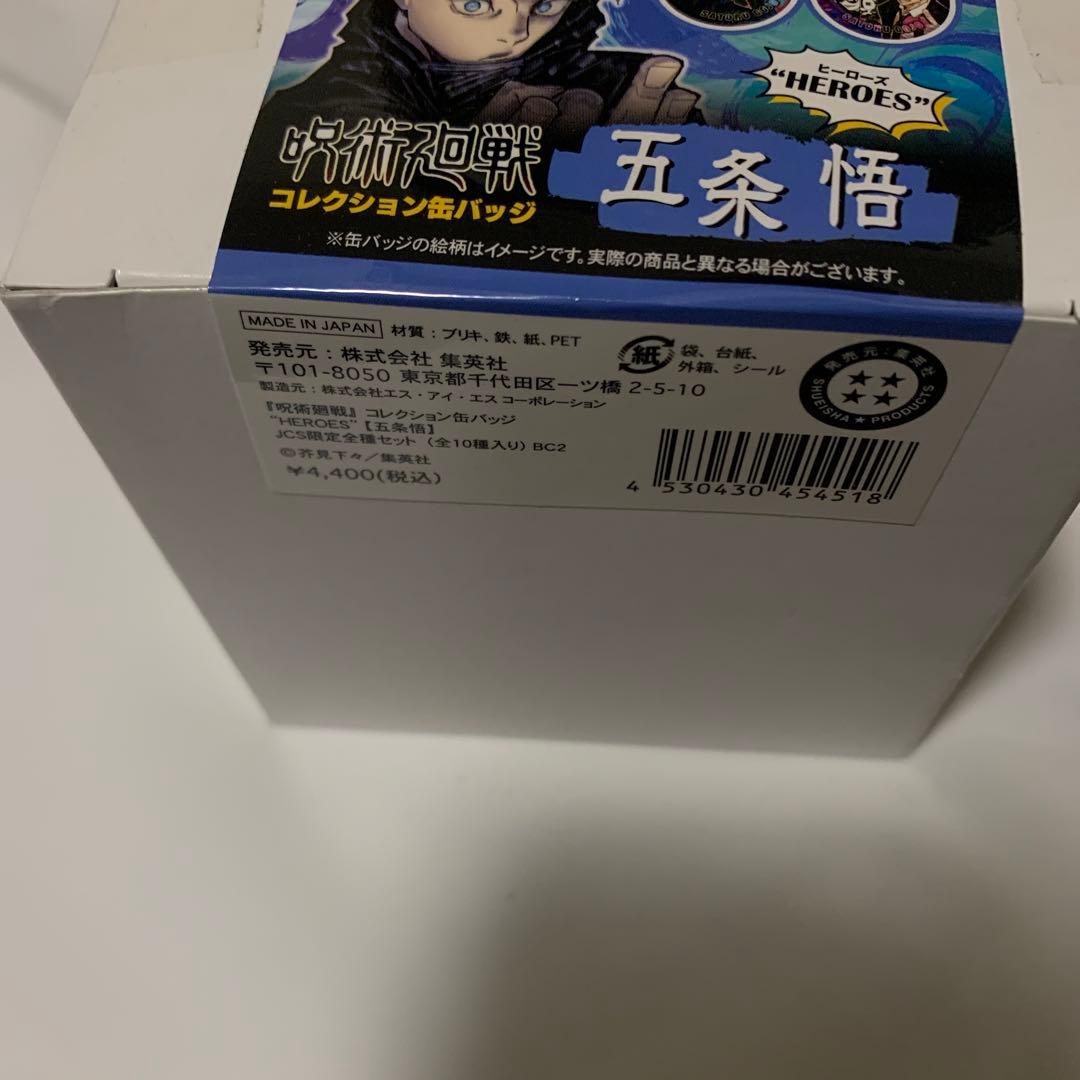 SATORU
SATORU
ヒーローズ
"HEROES"
呪術廻戦
コレクション缶バッジ
五条 悟
※缶バッジの絵柄はイメージです。実際の商品と異なる場合がございます。
MADE IN JAPAN 材質：ブリキ、鉄、紙、PET
発売元：株式会社 集英社
〒101-8050 東京都千代田区一ツ橋 2-5-10
製造元：株式会社エス・アイ・エス コーポレーション
『呪術廻戦』コレクション缶バッジ
"HEROES"【五条悟】
JCS限定全種セット（全10種入り）BC2
©芥見下々／集英社
¥4,400(税込)
紙 袋、台紙、
外箱、シール
発売元：集英社
SHUEISHA ★ PRODUCTS
4 530430 454518